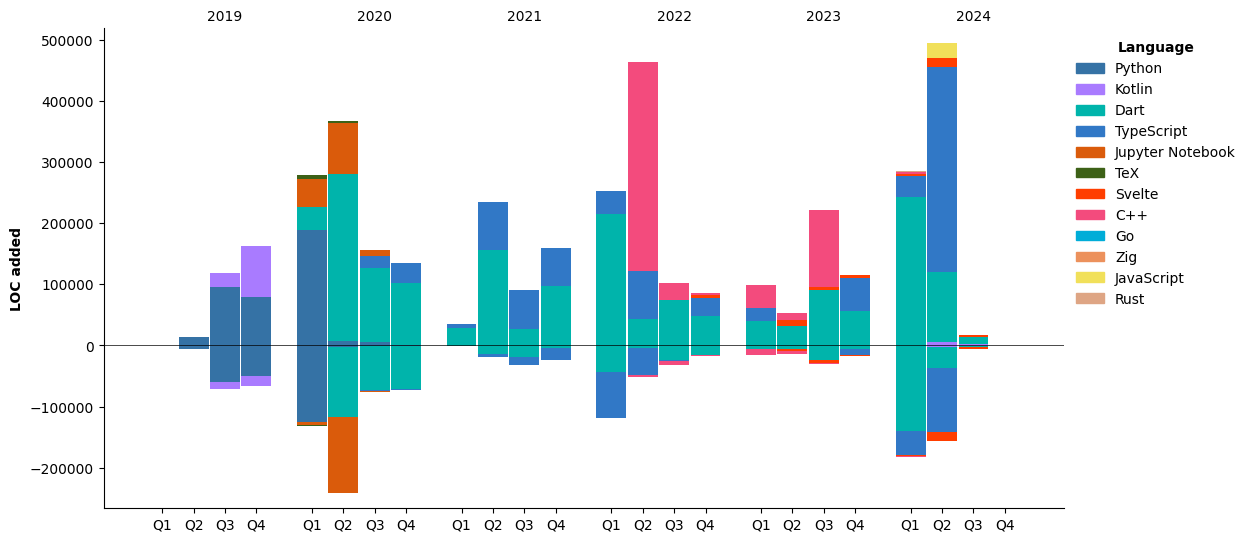 2019 2020 2021 2022 2023 2024
500000
400000
300000
200000
100000
0
−100000
−200000
LOC added
Q1 Q2 Q3 Q4 Q1 Q2 Q3 Q4 Q1 Q2 Q3 Q4 Q1 Q2 Q3 Q4 Q1 Q2 Q3 Q4 Q1 Q2 Q3 Q4
Language
Python
Kotlin
Dart
TypeScript
Jupyter Notebook
TeX
Svelte
C++
Go
Zig
JavaScript
Rust